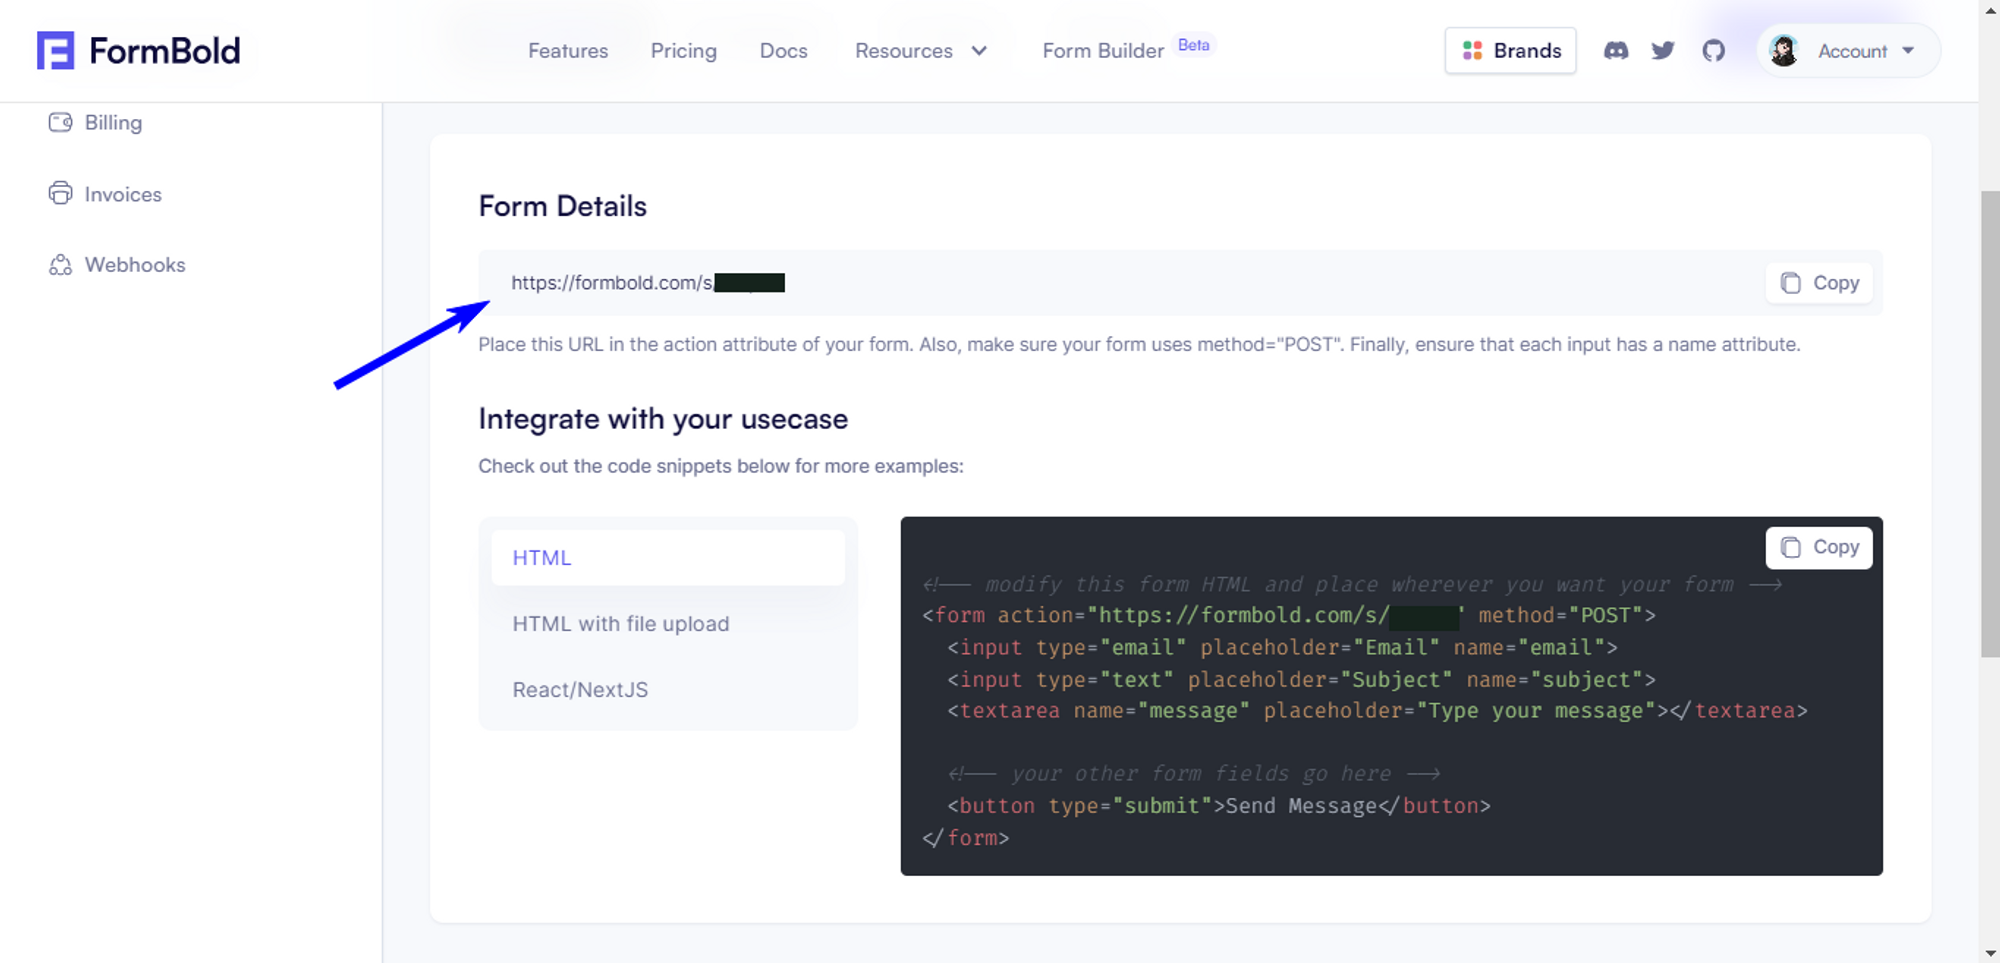 FormBold
Features Pricing Docs Resources Form Builder Beta Brands Account
Billing
Invoices
Webhooks
Form Details
https://formbold.com/s/
Copy
Place this URL in the action attribute of your form. Also, make sure your form uses method="POST". Finally, ensure that each input has a name attribute.
Integrate with your usecase
Check out the code snippets below for more examples:
HTML
HTML with file upload
React/NextJS
Copy
<!-- modify this form HTML and place wherever you want your form -->
<form action="https://formbold.com/s/" method="POST">
<input type="email" placeholder="Email" name="email">
<input type="text" placeholder="Subject" name="subject">
<textarea name="message" placeholder="Type your message"></textarea>
<!-- your other form fields go here -->
<button type="submit">Send Message</button>
</form>